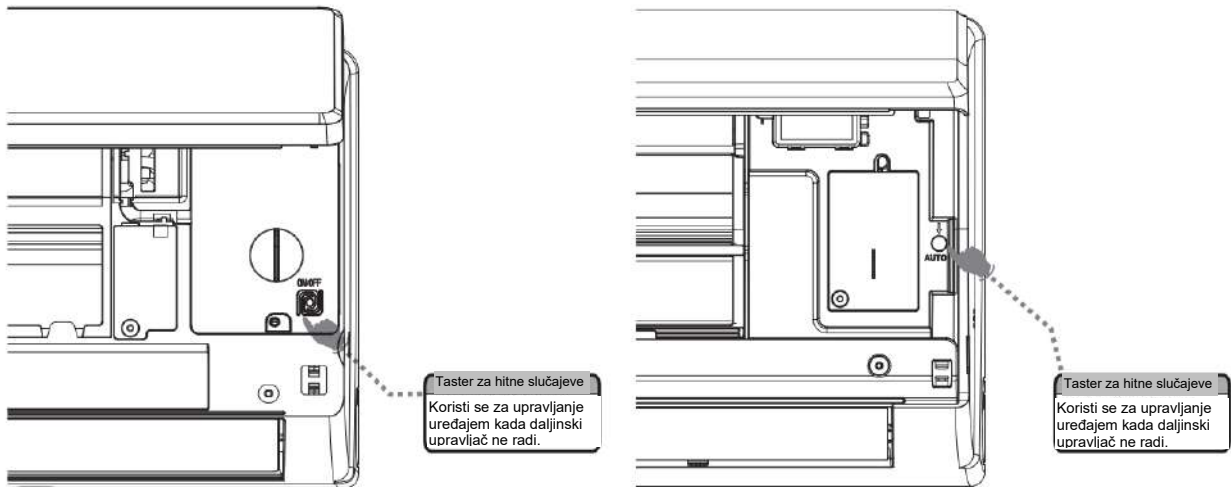 ON/OFF
Taster za hitne slučajeve
Koristi se za upravljanje
uređajem kada daljinski
upravljač ne radi.
AUTO
Taster za hitne slučajeve
Koristi se za upravljanje
uređajem kada daljinski
upravljač ne radi.